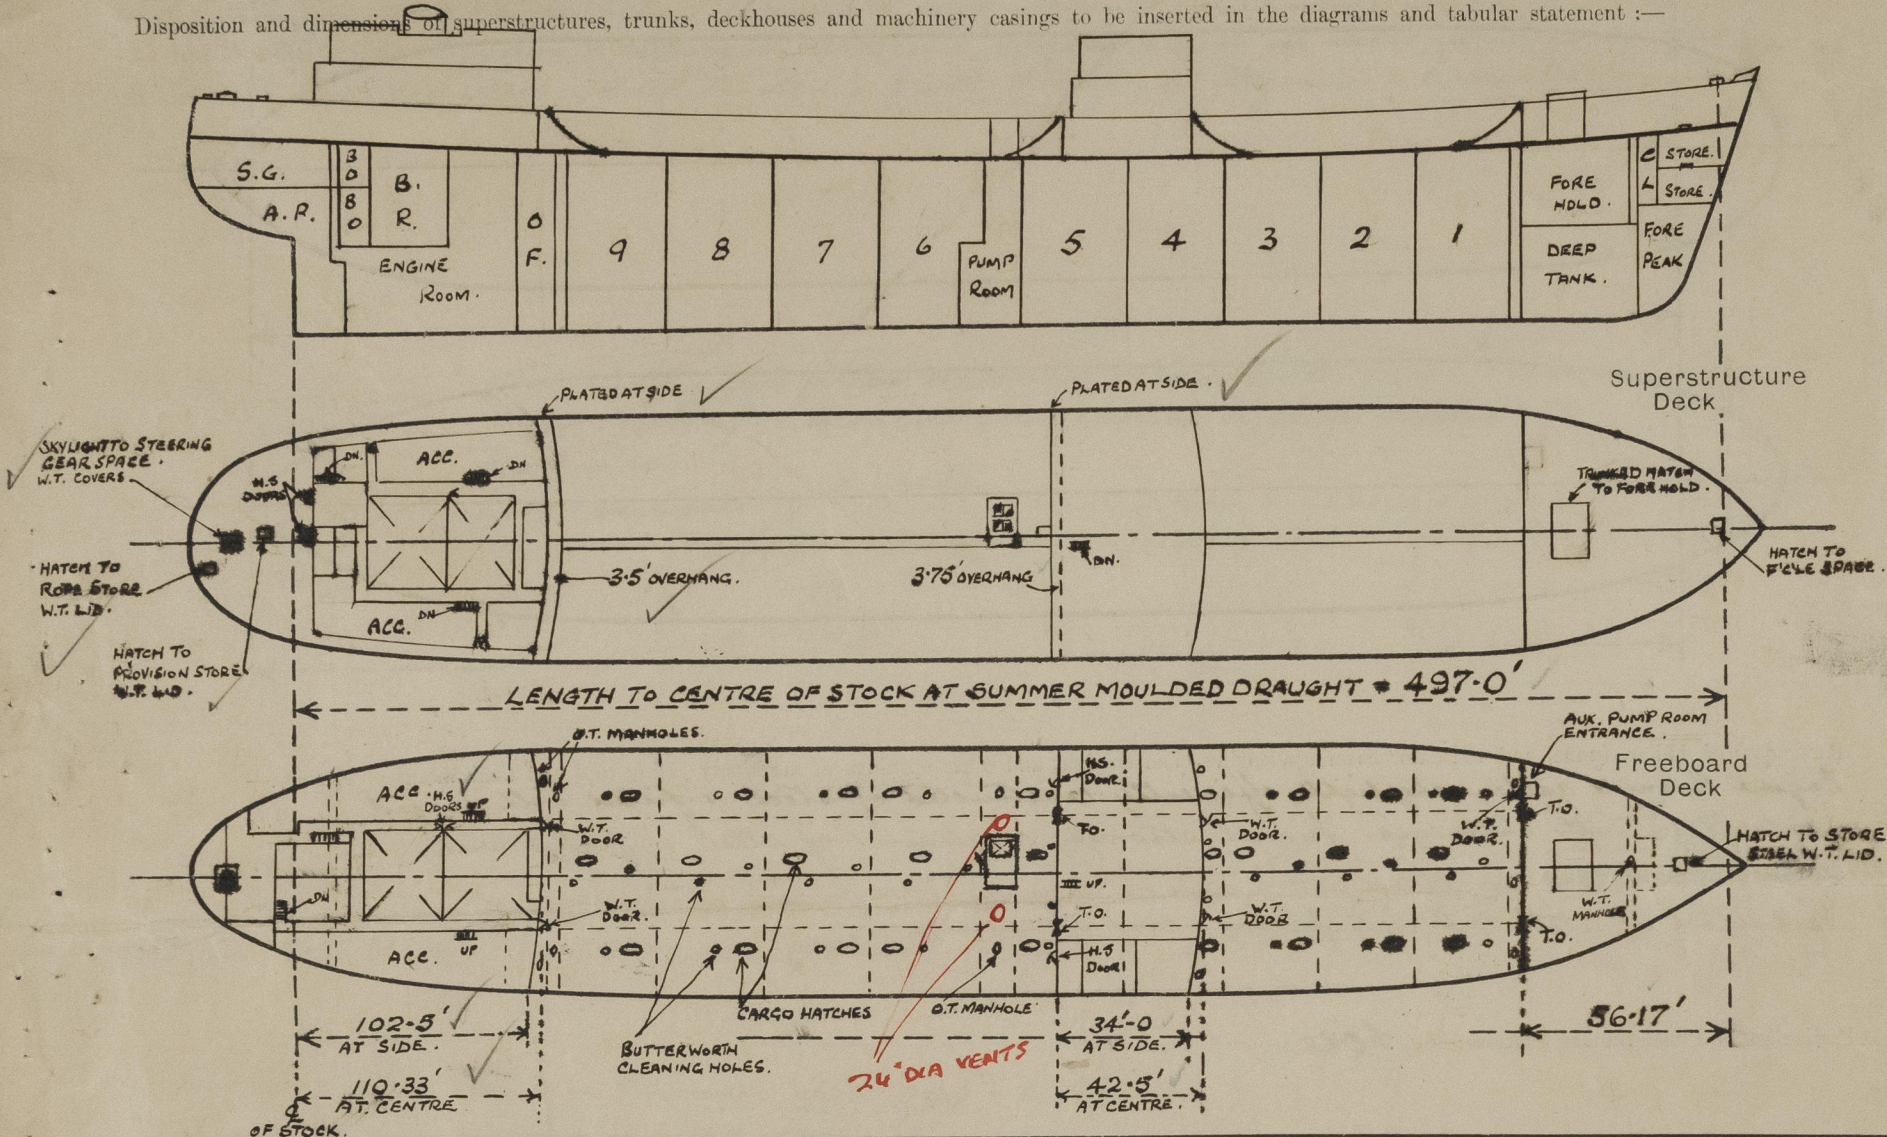 Disposition and dimensions of superstructures, trunks, deckhouses and machinery casings to be inserted in the diagrams and tabular statement :—
S.G.
A.P.
B
O
B
O
B.
R.
ENGINE
ROOM.
O
F.
9
8
7
6
PUMP
ROOM
5
4
3
2
1
FORE
HOLD.
DEEP
TANK.
C
L
STORE.
STORE.
FORE
PEAK
PLATED AT SIDE
PLATED AT SIDE.
Superstructure
Deck.
SKYLIGHT TO STEERING
GEAR SPACE.
W.T. COVERS
H.S
DOORS
DN.
ACC.
DN
TRUNKED HATCH
TO FORE HOLD.
HATCH TO
ROPE STORE
W.T. LID.
3·5' OVERHANG.
3·75' OVERHANG
DN.
HATCH TO
F'CLE SPACE.
DN
ACC.
HATCH TO
PROVISION STORE
W.T. LID.
LENGTH TO CENTRE OF STOCK AT SUMMER MOULDED DRAUGHT = 497·0'
O.T. MANHOLES.
AUX. PUMP ROOM
ENTRANCE.
Freeboard
Deck
ACC.
H.S
DOORS
UP
H.S.
DOOR.
W.T.
DOOR
T.O.
W.T.
DOOR.
W.T.
DOOR.
T.O.
HATCH TO STORE
STEEL W.T. LID.
DN
UP.
W.T.
DOOR.
T.O.
W.T.
DOOR
W.T.
MANHOLE
T.O.
UP
ACC.
H.S
DOOR
CARGO HATCHES
O.T. MANHOLE
102·5'
AT SIDE.
34'-0
AT SIDE.
56·17'
BUTTERWORTH
CLEANING HOLES.
24" DIA VENTS
110·33'
AT CENTRE
42·5'
AT CENTRE.
OF STOCK.